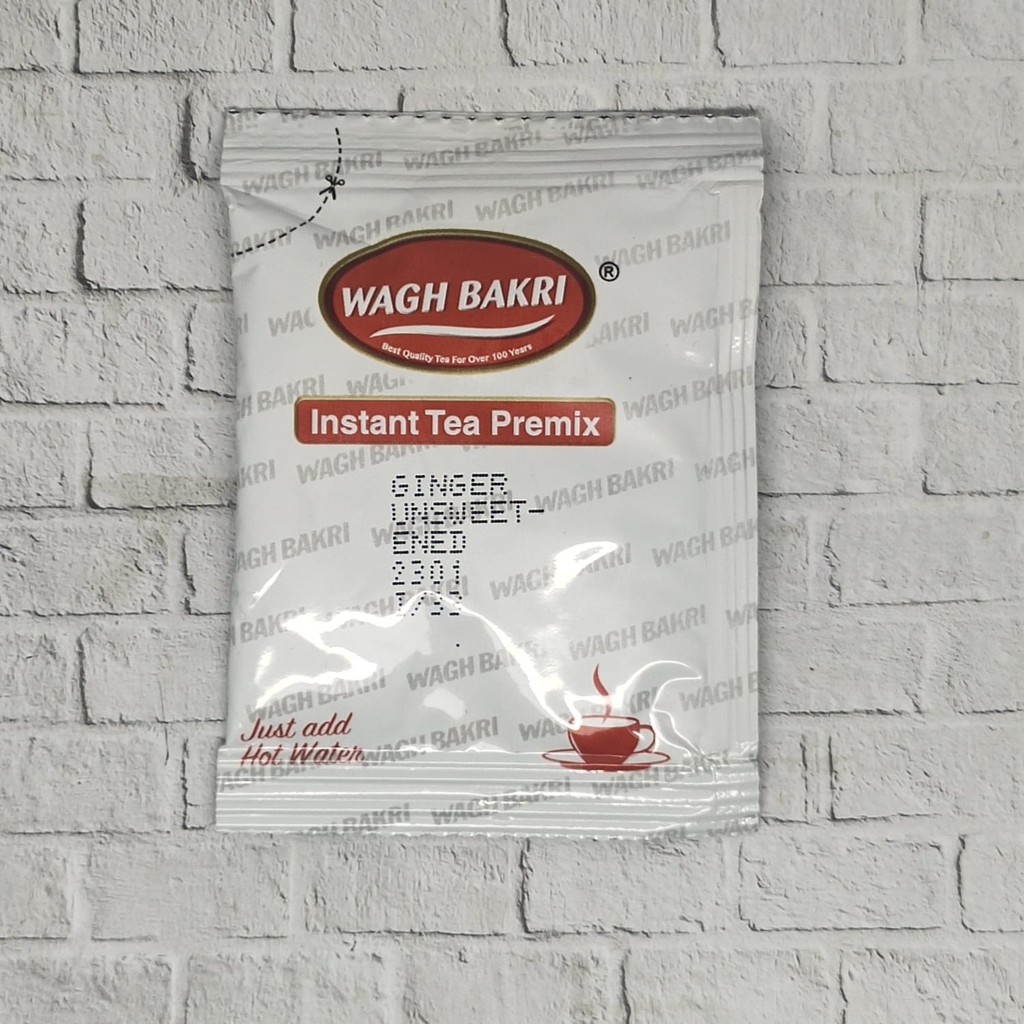 WAGH BAKRI
®
Best Quality Tea For Over 100 Years
Instant Tea Premix
GINGER
UNSWEET-
ENED
2301
Just add
Hot Water